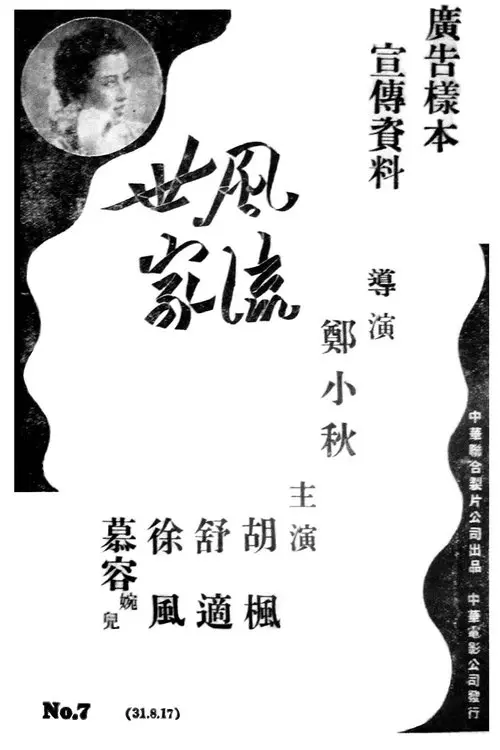 廣告樣本
宣傳資料
風流
世家
導演
鄭小秋
主演
胡楓
舒適
徐風
慕容婉兒
中華聯合製片公司出品 中華電影公司發行
No.7 (31.8.17)